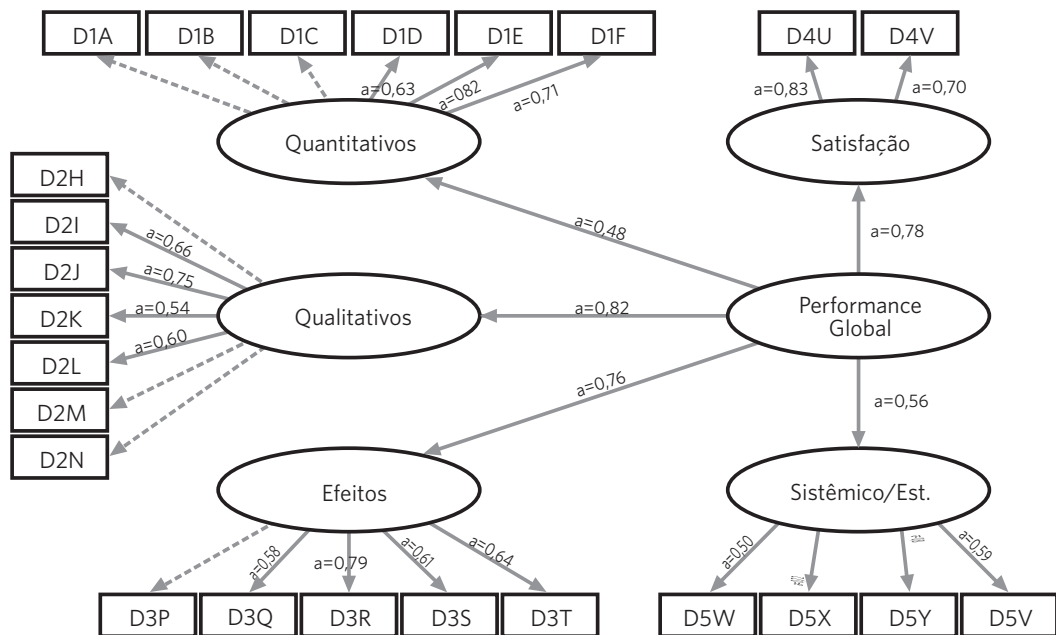 D1A D1B D1C D1D D1E D1F
D4U D4V
a=0,63 a=082 a=0,71
a=0,83 a=0,70
Quantitativos
Satisfação
D2H
D2I
D2J
D2K
D2L
D2M
D2N
a=0,66
a=0,75
a=0,54
a=0,60
Qualitativos
a=0,48
a=0,82
a=0,76
a=0,78
Performance
Global
a=0,56
Efeitos
Sistêmico/Est.
a=0,58 a=0,79 a=0,61 a=0,64
a=0,50 a=0,59
D3P D3Q D3R D3S D3T
D5W D5X D5Y D5V